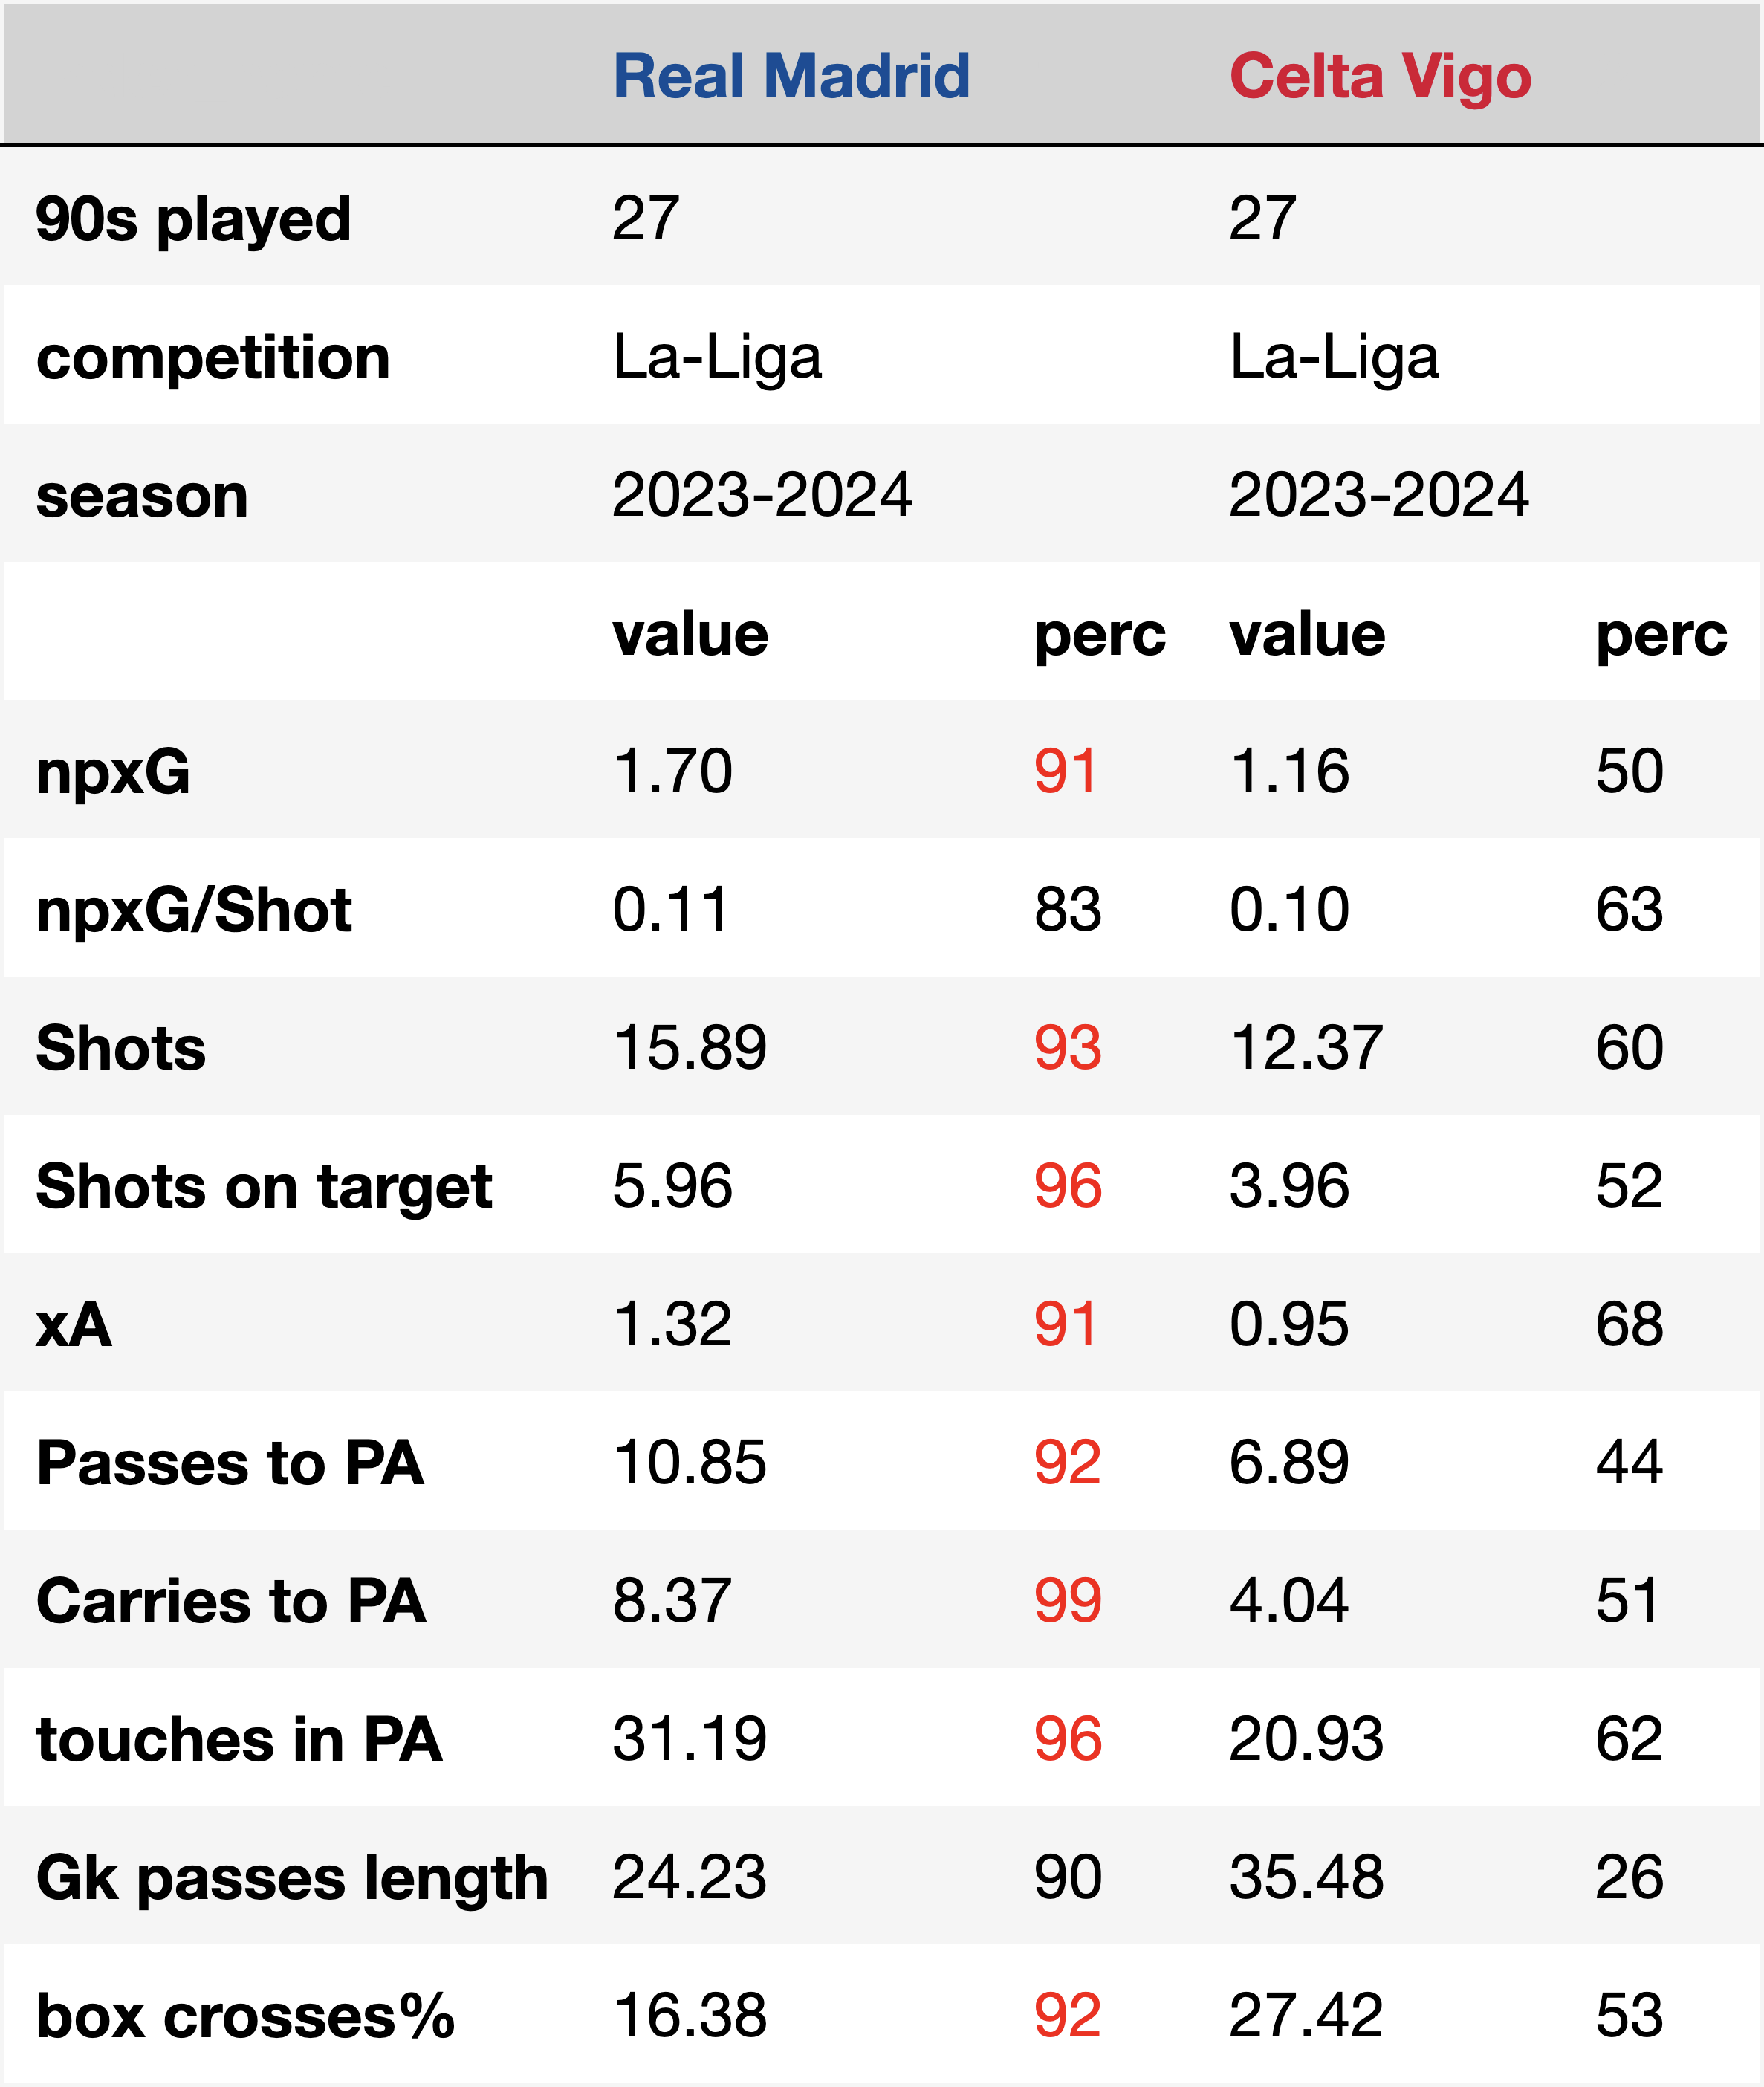 Real Madrid Celta Vigo
90s played 27 27
competition La-Liga La-Liga
season 2023-2024 2023-2024
value perc value perc
npxG 1.70 91 1.16 50
npxG/Shot 0.11 83 0.10 63
Shots 15.89 93 12.37 60
Shots on target 5.96 96 3.96 52
xA 1.32 91 0.95 68
Passes to PA 10.85 92 6.89 44
Carries to PA 8.37 99 4.04 51
touches in PA 31.19 96 20.93 62
Gk passes length 24.23 90 35.48 26
box crosses% 16.38 92 27.42 53